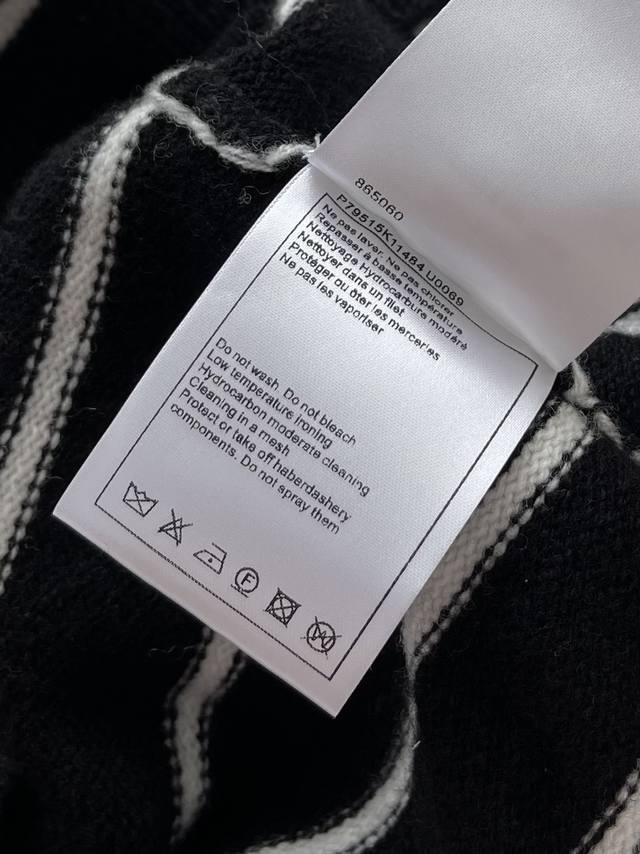 865060
P79515K11484 U0069
Ne pas laver. Ne pas chlorer
Repasser à basse température
Nettoyage Hydrocarbure modéré
Nettoyer dans un filet
Protéger ou ôter les merceries
Ne pas les vaporiser
Do not wash. Do not bleach
Low temperature ironing
Hydrocarbon moderate cleaning
Cleaning in a mesh
Protect or take off haberdashery
components. Do not spray them
F
W